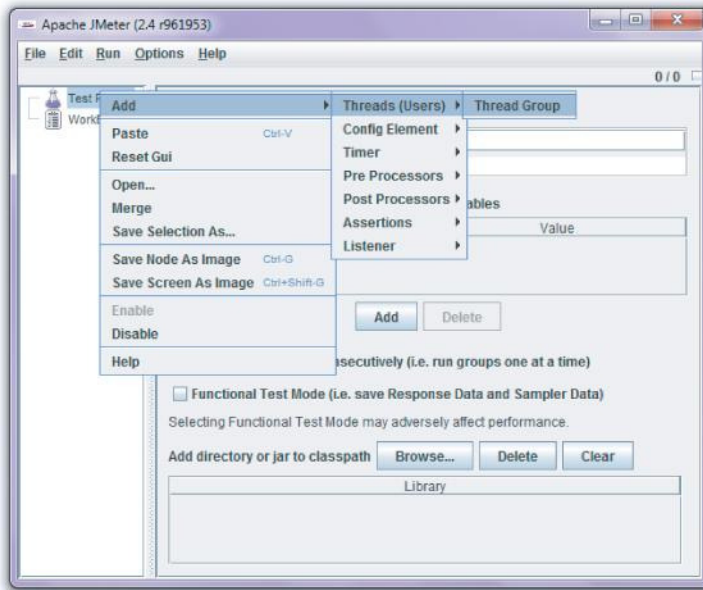 Apache JMeter (2.4 r961953)
File Edit Run Options Help
0 / 0
Test
Add
Threads (Users)
Thread Group
Paste Ctrl-V
Reset Gui
Open...
Merge
Save Selection As...
Save Node As Image Ctrl-G
Save Screen As Image Ctrl+Shift-G
Enable
Disable
Help
Config Element
Timer
Pre Processors
Post Processors
Assertions
Listener
Value
Add Delete
(i.e. run groups one at a time)
Functional Test Mode (i.e. save Response Data and Sampler Data)
Selecting Functional Test Mode may adversely affect performance.
Add directory or jar to classpath Browse... Delete Clear
Library